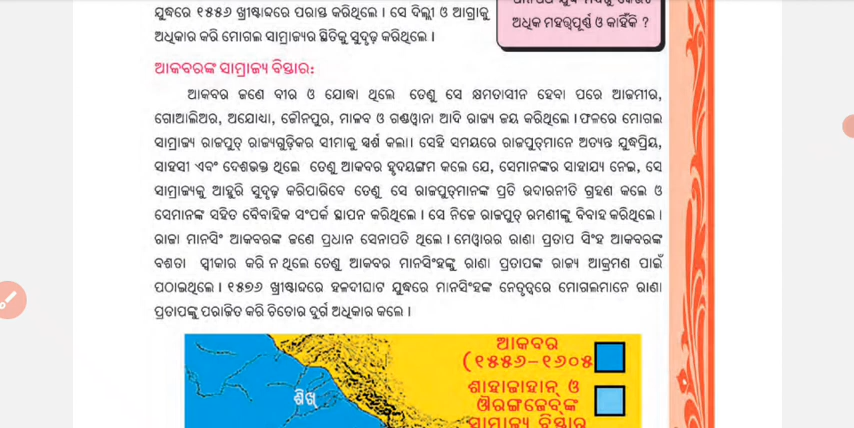 ଯୁଦ୍ଧରେ ୧୫୫୬ ଖ୍ରୀଷ୍ଟାବ୍ଦରେ ପରାସ୍ତ କରିଥିଲେ । ସେ ଦିଲ୍ଲୀ ଓ ଆଗ୍ରାକୁ
ଅଧିକାର କରି ମୋଗଲ ସାମ୍ରାଜ୍ୟର ସ୍ଥିତିକୁ ସୁଦୃଢ଼ କରିଥିଲେ ।
ଅଧିକ ମହତ୍ତ୍ୱପୂର୍ଣ୍ଣ ଓ କାହିଁକି ?
ଆକବରଙ୍କ ସାମ୍ରାଜ୍ୟ ବିସ୍ତାର:
ଆକବର ଜଣେ ବୀର ଓ ଯୋଦ୍ଧା ଥିଲେ ତେଣୁ ସେ କ୍ଷମତାସୀନ ହେବା ପରେ ଆଜମୀର,
ଗୋଆଲିଅର, ଅଯୋଧ୍ୟା, ଜୌନପୁର, ମାଳବ ଓ ଗଣ୍ଡୱାନା ଆଦି ରାଜ୍ୟ ଜୟ କରିଥିଲେ । ଫଳରେ ମୋଗଲ
ସାମ୍ରାଜ୍ୟ ରାଜପୁତ୍ ରାଜ୍ୟଗୁଡ଼ିକର ସୀମାକୁ ସ୍ପର୍ଶ କଲା । ସେହି ସମୟରେ ରାଜପୁତ୍‌ମାନେ ଅତ୍ୟନ୍ତ ଯୁଦ୍ଧପ୍ରିୟ,
ସାହସୀ ଏବଂ ଦେଶଭକ୍ତ ଥିଲେ ତେଣୁ ଆକବର ହୃଦୟଙ୍ଗମ କଲେ ଯେ, ସେମାନଙ୍କର ସାହାଯ୍ୟ ନେଇ, ସେ
ସାମ୍ରାଜ୍ୟକୁ ଆହୁରି ସୁଦୃଢ଼ କରିପାରିବେ ତେଣୁ ସେ ରାଜପୁତ୍‌ମାନଙ୍କ ପ୍ରତି ଉଦାରନୀତି ଗ୍ରହଣ କଲେ ଓ
ସେମାନଙ୍କ ସହିତ ବୈବାହିକ ସଂପର୍କ ସ୍ଥାପନ କରିଥିଲେ । ସେ ନିଜେ ରାଜପୁତ୍ ରମଣୀଙ୍କୁ ବିବାହ କରିଥିଲେ ।
ରାଜା ମାନସିଂ ଆକବରଙ୍କ ଜଣେ ପ୍ରଧାନ ସେନାପତି ଥିଲେ । ମେୱାରର ରାଣା ପ୍ରତାପ ସିଂହ ଆକବରଙ୍କ
ବଶତା ସ୍ୱୀକାର କରି ନ ଥିଲେ ତେଣୁ ଆକବର ମାନସିଂହଙ୍କୁ ରାଣା ପ୍ରତାପଙ୍କ ରାଜ୍ୟ ଆକ୍ରମଣ ପାଇଁ
ପଠାଇଥିଲେ । ୧୫୭୬ ଖ୍ରୀଷ୍ଟାବ୍ଦରେ ହଳଦୀଘାଟ ଯୁଦ୍ଧରେ ମାନସିଂହଙ୍କ ନେତୃତ୍ୱରେ ମୋଗଲମାନେ ରାଣା
ପ୍ରତାପଙ୍କୁ ପରାଜିତ କରି ଚିତୋର ଦୁର୍ଗ ଅଧିକାର କଲେ ।
ଆକବର
(୧୫୫୬-୧୬୦୫
ଶିଖ୍
ଶାହାଜାହାନ୍ ଓ
ଔରଙ୍ଗଜେବ୍‌ଙ୍କ
ସାମ୍ରାଜ୍ୟ ବିସ୍ତାର